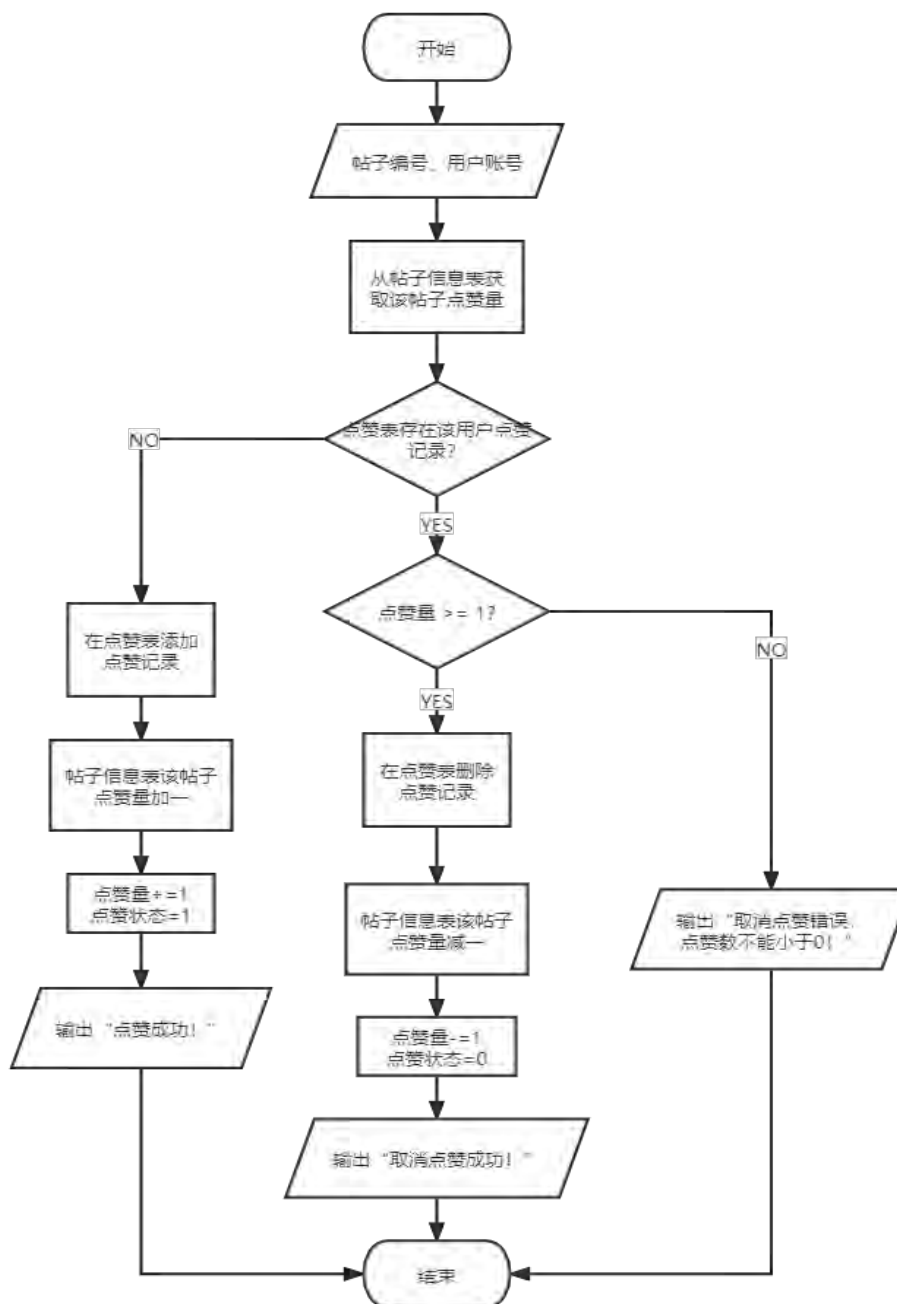 开始
帖子编号、用户账号
从帖子信息表获
取该帖子点赞量
点赞表存在该用户点赞
记录?
NO
YES
点赞量 >= 1?
NO
YES
在点赞表添加
点赞记录
帖子信息表该帖子
点赞量加一
点赞量+=1
点赞状态=1
输出“点赞成功!”
在点赞表删除
点赞记录
帖子信息表该帖子
点赞量减一
点赞量-=1
点赞状态=0
输出“取消点赞成功!”
输出“取消点赞错误,
点赞数不能小于0!”
结束